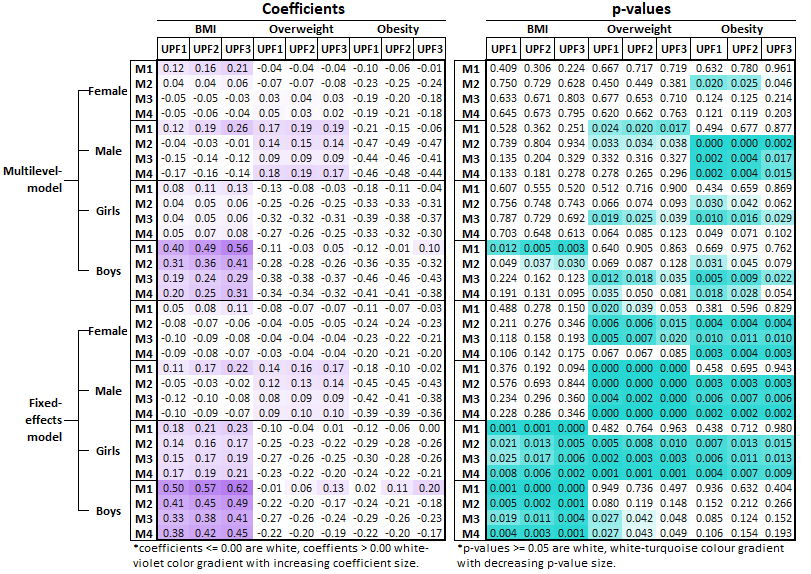 Coefficients p-values
BMI Overweight Obesity BMI Overweight Obesity
UPF1 UPF2 UPF3 UPF1 UPF2 UPF3 UPF1 UPF2 UPF3 UPF1 UPF2 UPF3 UPF1 UPF2 UPF3 UPF1 UPF2 UPF3
M1 0.12 0.16 0.21 -0.04 -0.04 -0.04 -0.10 -0.06 -0.01 M1 0.409 0.306 0.224 0.667 0.717 0.719 0.632 0.780 0.961
M2 0.04 0.04 0.06 -0.07 -0.07 -0.08 -0.23 -0.25 -0.24 M2 0.750 0.729 0.628 0.450 0.449 0.381 0.020 0.025 0.046
Female
M3 -0.05 -0.05 -0.03 0.03 0.04 0.03 -0.19 -0.20 -0.18 M3 0.633 0.671 0.803 0.677 0.653 0.710 0.124 0.125 0.214
M4 -0.05 -0.06 -0.04 0.05 0.03 0.02 -0.19 -0.21 -0.18 M4 0.645 0.673 0.795 0.620 0.662 0.763 0.121 0.119 0.203
M1 0.12 0.19 0.26 0.17 0.19 0.19 -0.21 -0.15 -0.06 M1 0.528 0.362 0.251 0.024 0.020 0.017 0.494 0.677 0.877
M2 -0.04 -0.03 -0.01 0.14 0.15 0.14 -0.47 -0.49 -0.47 M2 0.739 0.804 0.934 0.033 0.034 0.038 0.000 0.000 0.002
Male
M3 -0.15 -0.14 -0.12 0.09 0.09 0.09 -0.44 -0.46 -0.41 M3 0.135 0.204 0.329 0.332 0.316 0.327 0.002 0.004 0.017
Multilevel-
model
M4 -0.17 -0.16 -0.14 0.18 0.19 0.17 -0.46 -0.48 -0.44 M4 0.133 0.181 0.278 0.278 0.265 0.296 0.002 0.004 0.015
M1 0.08 0.11 0.13 -0.13 -0.08 -0.03 -0.18 -0.11 -0.04 M1 0.607 0.555 0.520 0.512 0.716 0.900 0.434 0.659 0.869
M2 0.04 0.05 0.06 -0.25 -0.25 -0.23 -0.33 -0.33 -0.31 M2 0.756 0.748 0.743 0.066 0.074 0.093 0.030 0.042 0.062
Girls
M3 0.04 0.05 0.06 -0.32 -0.32 -0.31 -0.39 -0.38 -0.37 M3 0.787 0.729 0.692 0.019 0.025 0.039 0.010 0.016 0.029
M4 0.05 0.07 0.08 -0.27 -0.26 -0.25 -0.33 -0.32 -0.30 M4 0.703 0.648 0.613 0.064 0.085 0.123 0.049 0.071 0.102
M1 0.40 0.49 0.56 -0.11 -0.03 0.05 -0.12 -0.01 0.10 M1 0.012 0.005 0.003 0.640 0.905 0.863 0.669 0.975 0.762
M2 0.31 0.36 0.41 -0.28 -0.28 -0.26 -0.36 -0.35 -0.32 M2 0.049 0.037 0.030 0.069 0.087 0.131 0.031 0.045 0.079
Boys
M3 0.19 0.24 0.29 -0.38 -0.38 -0.37 -0.46 -0.46 -0.43 M3 0.224 0.162 0.123 0.012 0.018 0.035 0.005 0.009 0.022
M4 0.20 0.25 0.31 -0.34 -0.34 -0.32 -0.41 -0.41 -0.38 M4 0.191 0.131 0.095 0.035 0.050 0.081 0.018 0.028 0.054
M1 0.05 0.08 0.11 -0.08 -0.07 -0.07 -0.11 -0.07 -0.03 M1 0.488 0.278 0.150 0.020 0.039 0.053 0.381 0.596 0.829
M2 -0.08 -0.07 -0.06 -0.04 -0.05 -0.05 -0.24 -0.24 -0.23 M2 0.211 0.276 0.346 0.006 0.006 0.015 0.004 0.004 0.004
Female
M3 -0.10 -0.09 -0.08 -0.04 -0.04 -0.04 -0.23 -0.22 -0.21 M3 0.118 0.158 0.193 0.005 0.007 0.020 0.010 0.011 0.010
M4 -0.09 -0.08 -0.07 -0.03 -0.04 -0.04 -0.20 -0.21 -0.20 M4 0.106 0.142 0.175 0.067 0.067 0.085 0.003 0.004 0.003
M1 0.11 0.17 0.22 0.14 0.16 0.17 -0.18 -0.10 -0.02 M1 0.376 0.192 0.094 0.000 0.000 0.000 0.458 0.695 0.943
M2 -0.05 -0.03 -0.02 0.12 0.13 0.14 -0.45 -0.45 -0.43 M2 0.576 0.693 0.844 0.000 0.000 0.000 0.003 0.003 0.003
Male
M3 -0.12 -0.10 -0.08 0.08 0.09 0.09 -0.42 -0.41 -0.38 M3 0.234 0.294 0.390 0.004 0.002 0.002 0.006 0.007 0.006
Fixed-
effects
model
M4 -0.10 -0.09 -0.07 0.09 0.10 0.10 -0.39 -0.39 -0.36 M4 0.228 0.286 0.346 0.000 0.000 0.000 0.002 0.002 0.002
M1 0.18 0.21 0.23 -0.10 -0.04 0.01 -0.12 -0.06 0.00 M1 0.001 0.001 0.000 0.482 0.764 0.963 0.438 0.712 0.980
M2 0.14 0.16 0.17 -0.25 -0.23 -0.22 -0.29 -0.28 -0.26 M2 0.021 0.013 0.005 0.005 0.008 0.010 0.007 0.013 0.015
Girls
M3 0.15 0.17 0.19 -0.27 -0.26 -0.25 -0.30 -0.28 -0.26 M3 0.025 0.017 0.006 0.002 0.003 0.003 0.006 0.011 0.013
M4 0.17 0.19 0.21 -0.23 -0.22 -0.20 -0.24 -0.22 -0.21 M4 0.008 0.006 0.002 0.001 0.001 0.001 0.004 0.007 0.009
M1 0.50 0.57 0.62 -0.01 0.06 0.13 0.02 0.11 0.20 M1 0.001 0.000 0.000 0.949 0.736 0.497 0.936 0.632 0.404
M2 0.41 0.45 0.49 -0.22 -0.20 -0.17 -0.24 -0.21 -0.18 M2 0.005 0.002 0.001 0.080 0.119 0.148 0.152 0.212 0.266
Boys
M3 0.33 0.38 0.41 -0.27 -0.26 -0.24 -0.29 -0.26 -0.23 M3 0.019 0.011 0.004 0.027 0.042 0.048 0.085 0.124 0.152
M4 0.38 0.42 0.45 -0.22 -0.20 -0.19 -0.22 -0.20 -0.17 M4 0.004 0.003 0.001 0.027 0.043 0.049 0.106 0.154 0.193
*coefficients <= 0.00 are white, coeffients > 0.00 white-
violet color gradient with increasing coefficient size.
*p-values >= 0.05 are white, white-turquoise colour gradient
with decreasing p-value size.